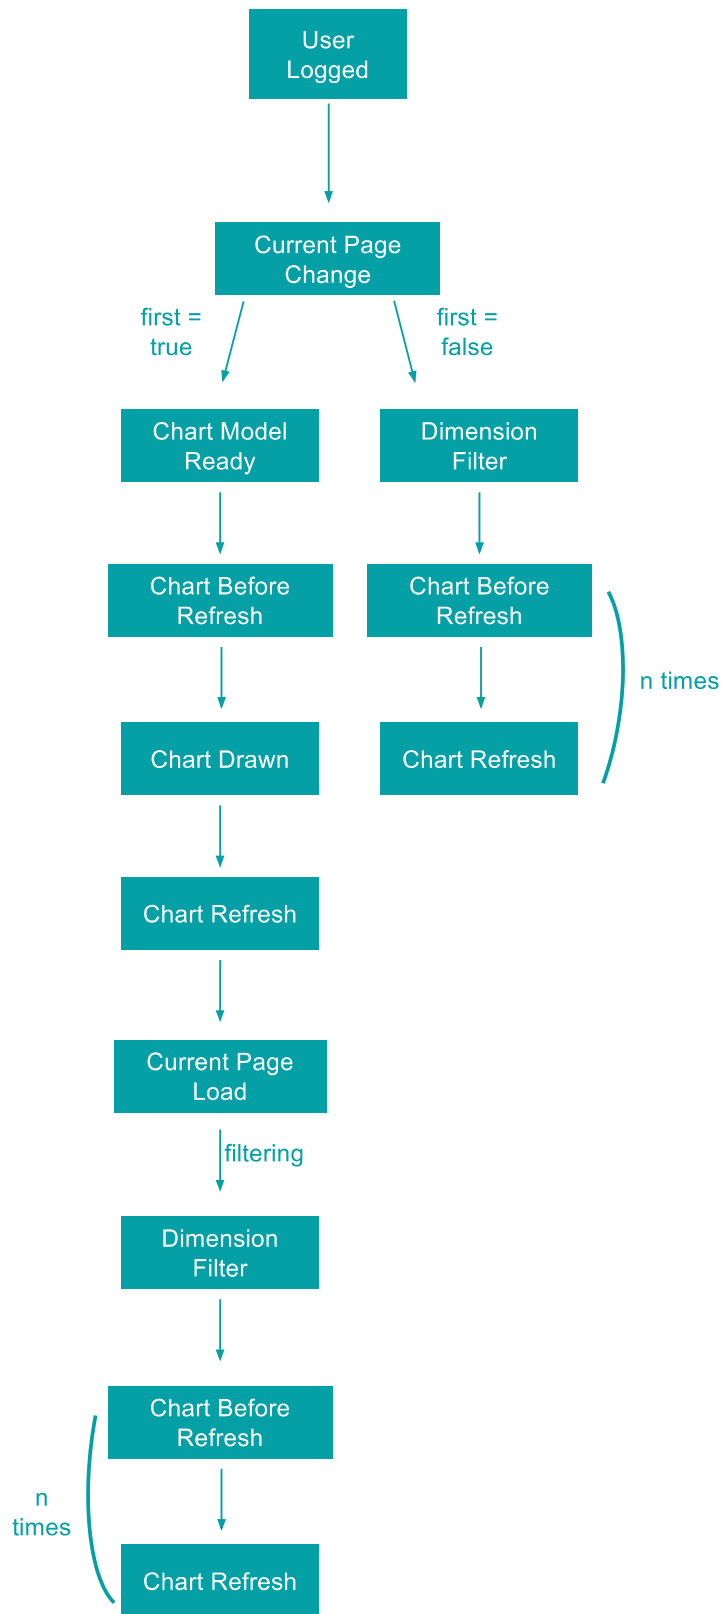 User
Logged
Current Page
Change
first =
true
first =
false
Chart Model
Ready
Dimension
Filter
Chart Before
Refresh
Chart Before
Refresh
n times
Chart Drawn
Chart Refresh
Chart Refresh
Current Page
Load
filtering
Dimension
Filter
Chart Before
Refresh
n
times
Chart Refresh